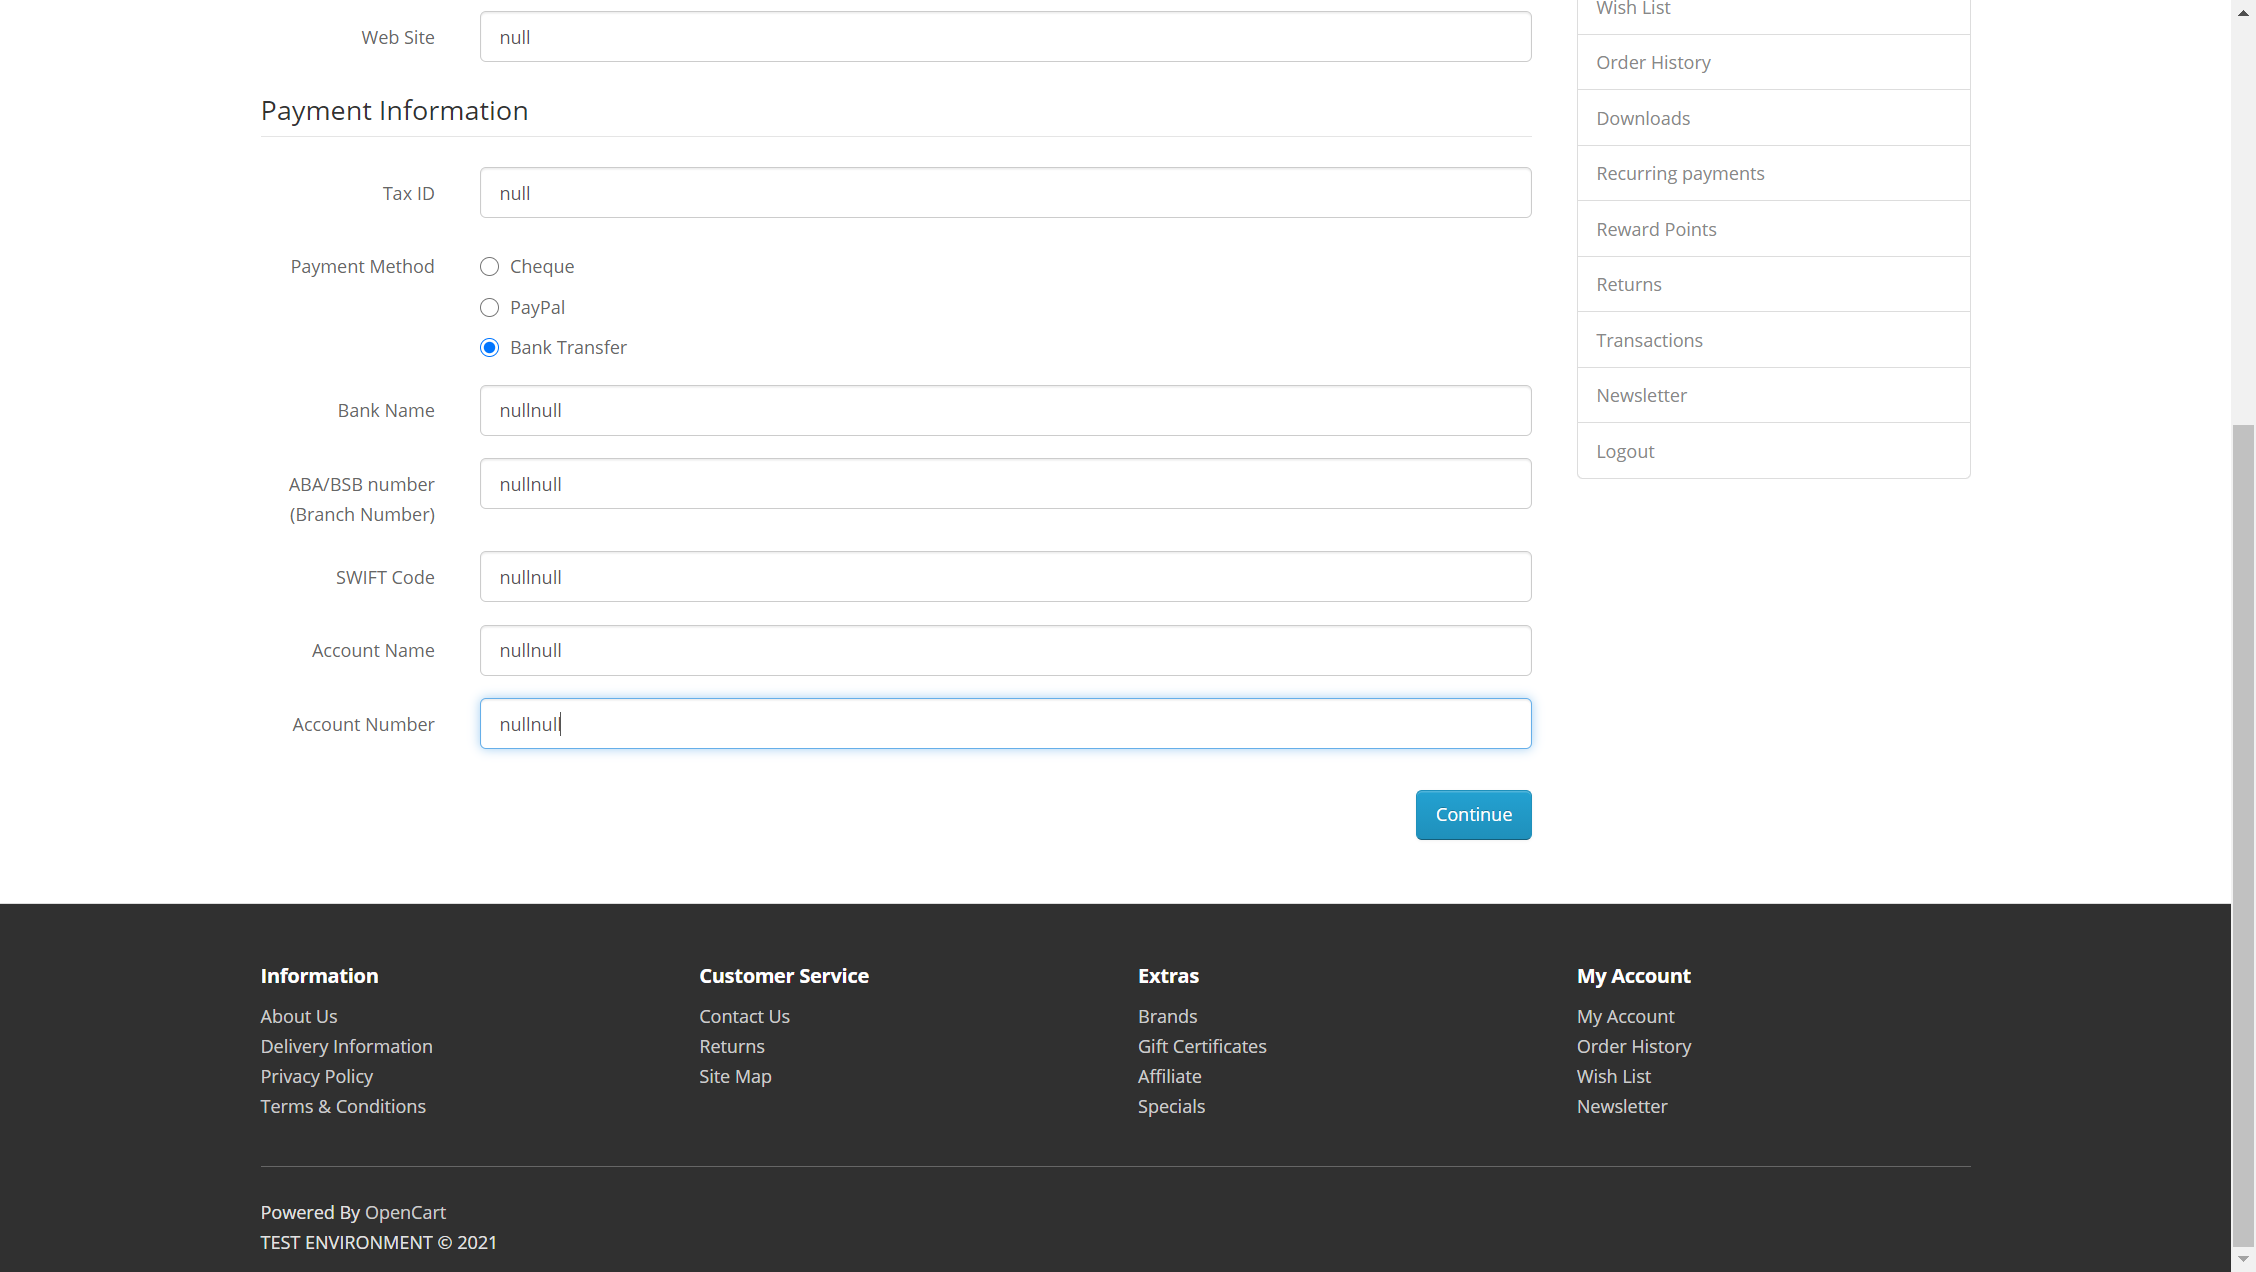 Web Site
null
Payment Information
Tax ID
null
Payment Method
Cheque
PayPal
Bank Transfer
Bank Name
nullnull
ABA/BSB number
(Branch Number)
nullnull
SWIFT Code
nullnull
Account Name
nullnull
Account Number
nullnull
Continue
Wish List
Order History
Downloads
Recurring payments
Reward Points
Returns
Transactions
Newsletter
Logout
Information
About Us
Delivery Information
Privacy Policy
Terms & Conditions
Customer Service
Contact Us
Returns
Site Map
Extras
Brands
Gift Certificates
Affiliate
Specials
My Account
My Account
Order History
Wish List
Newsletter
Powered By OpenCart
TEST ENVIRONMENT © 2021